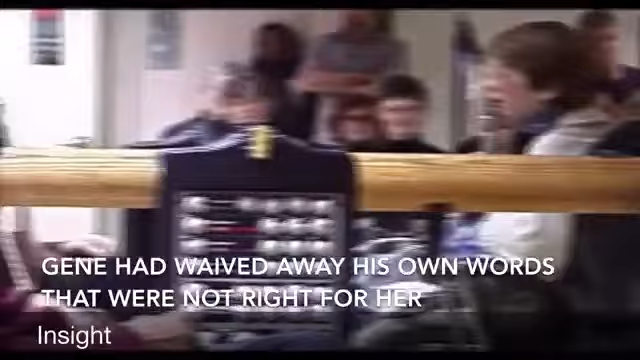 GENE HAD WAIVED AWAY HIS OWN WORDS
THAT WERE NOT RIGHT FOR HER
Insight